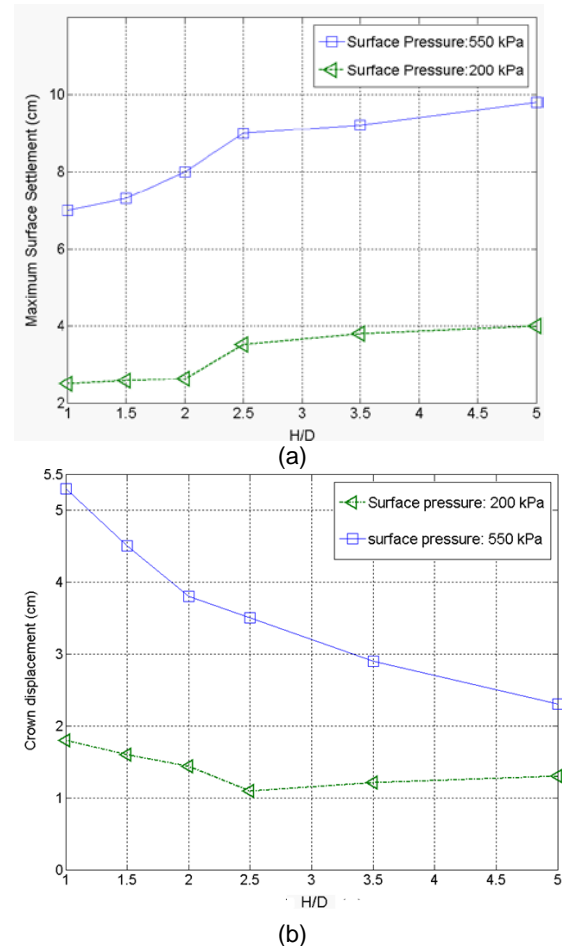 Surface Pressure:550 kPa
Surface Pressure:200 kPa
Maximum Surface Settlement (cm)
10
8
6
4
2
1 1.5 2 2.5 3 3.5 4 4.5 5
H/D
(a)
5.5
Surface pressure: 200 kPa
surface pressure: 550 kPa
Crown displacement (cm)
5
4
3
2
1
0
1 1.5 2 2.5 3 3.5 4 4.5 5
H/D
(b)